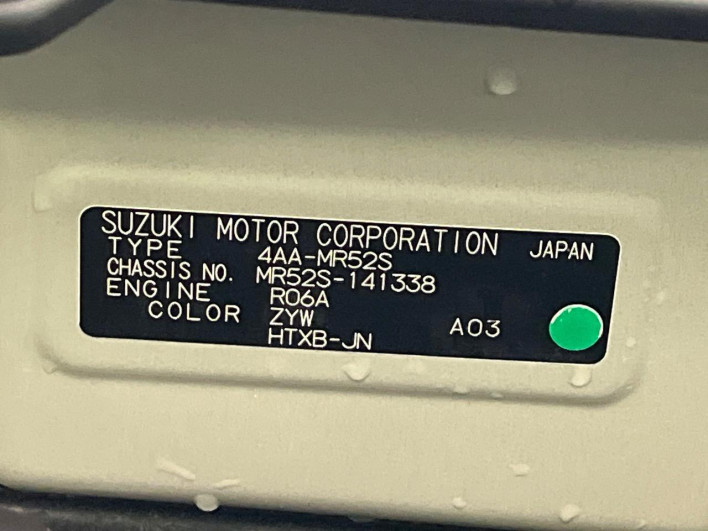 SUZUKI MOTOR CORPORATION JAPAN
TYPE 4AA-MR52S
CHASSIS NO. MR52S-141338
ENGINE R06A
COLOR ZYW A03
HTXB-JN